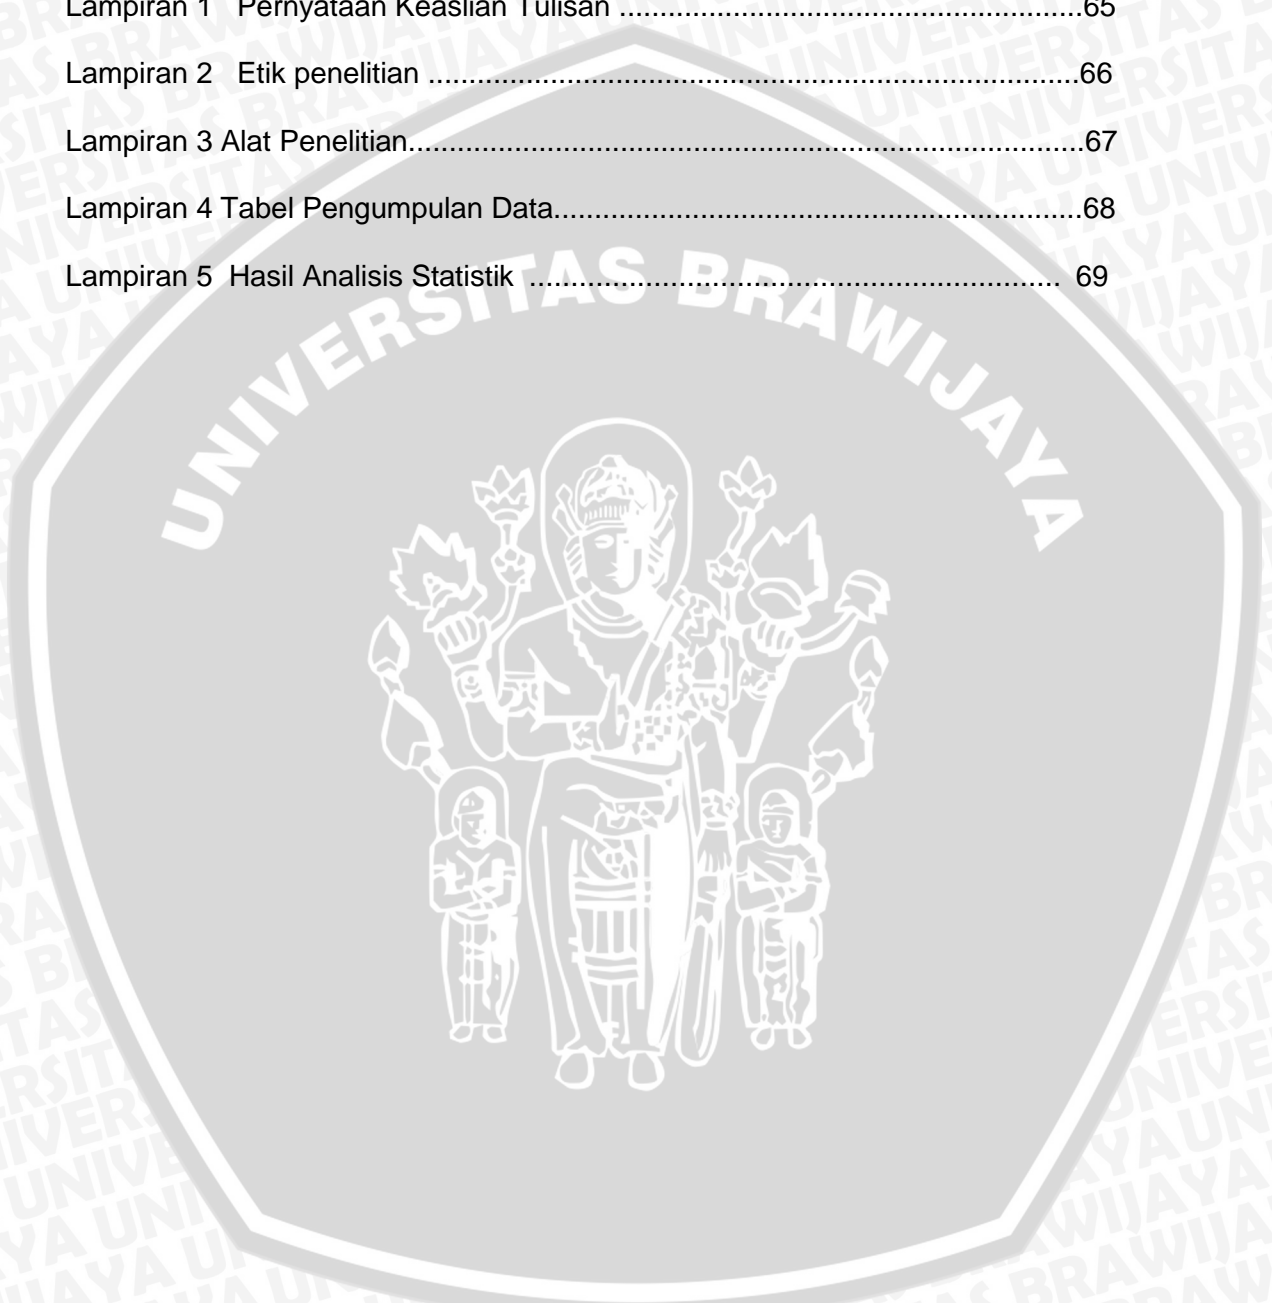 Lampiran 1 Pernyataan Keaslian Tulisan ........................................................65
Lampiran 2 Etik penelitian ...............................................................................66
Lampiran 3 Alat Penelitian..................................................................................67
Lampiran 4 Tabel Pengumpulan Data................................................................68
Lampiran 5 Hasil Analisis Statistik ................................................................ 69
UNIVERSITAS BRAWIJAYA